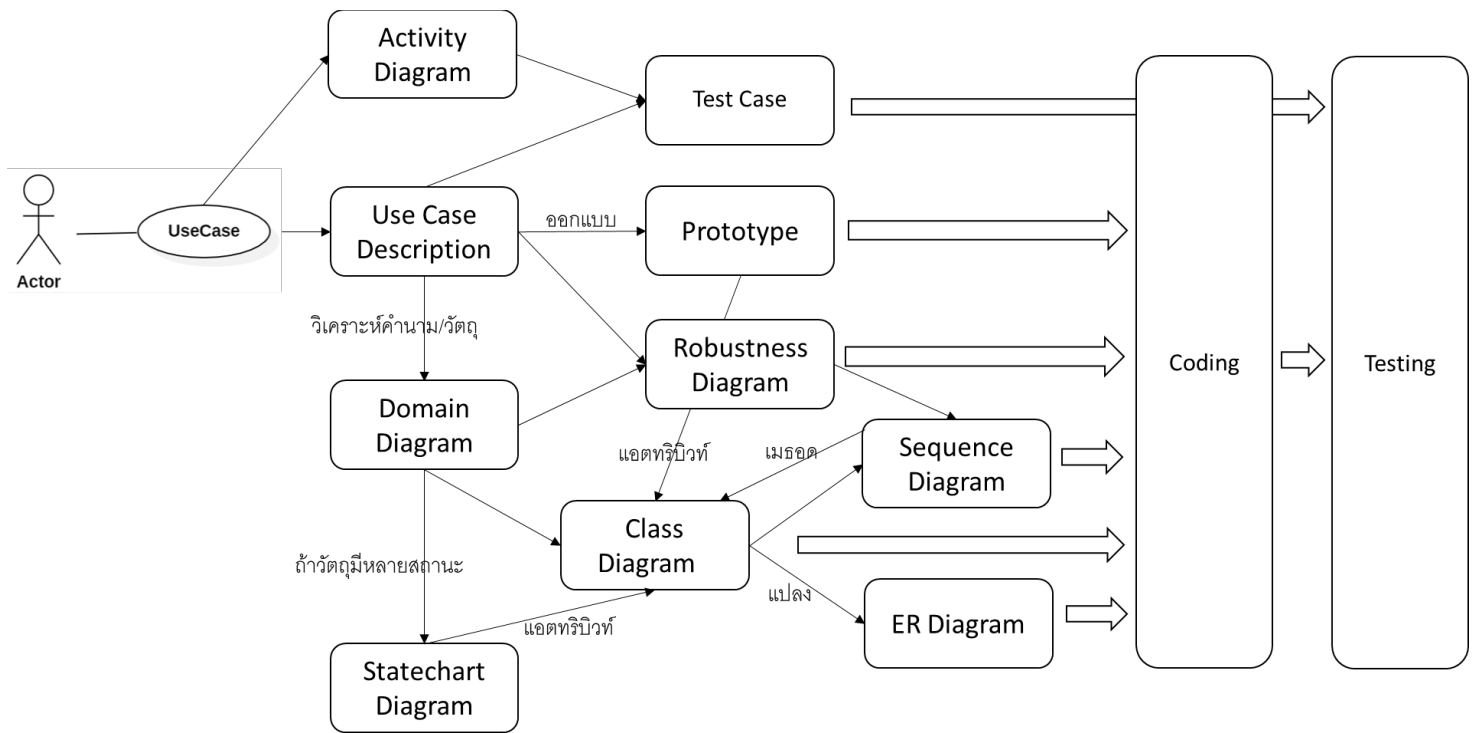 Activity
Diagram
Test Case
UseCase
Actor
Use Case
Description
ออกแบบ
Prototype
วิเคราะห์คำนาม/วัตถุ
Robustness
Diagram
Coding
Testing
Domain
Diagram
แอตทริบิวท์
เมธอด
Sequence
Diagram
Class
Diagram
ถ้าวัตถุมีหลายสถานะ
แปลง
ER Diagram
แอตทริบิวท์
Statechart
Diagram